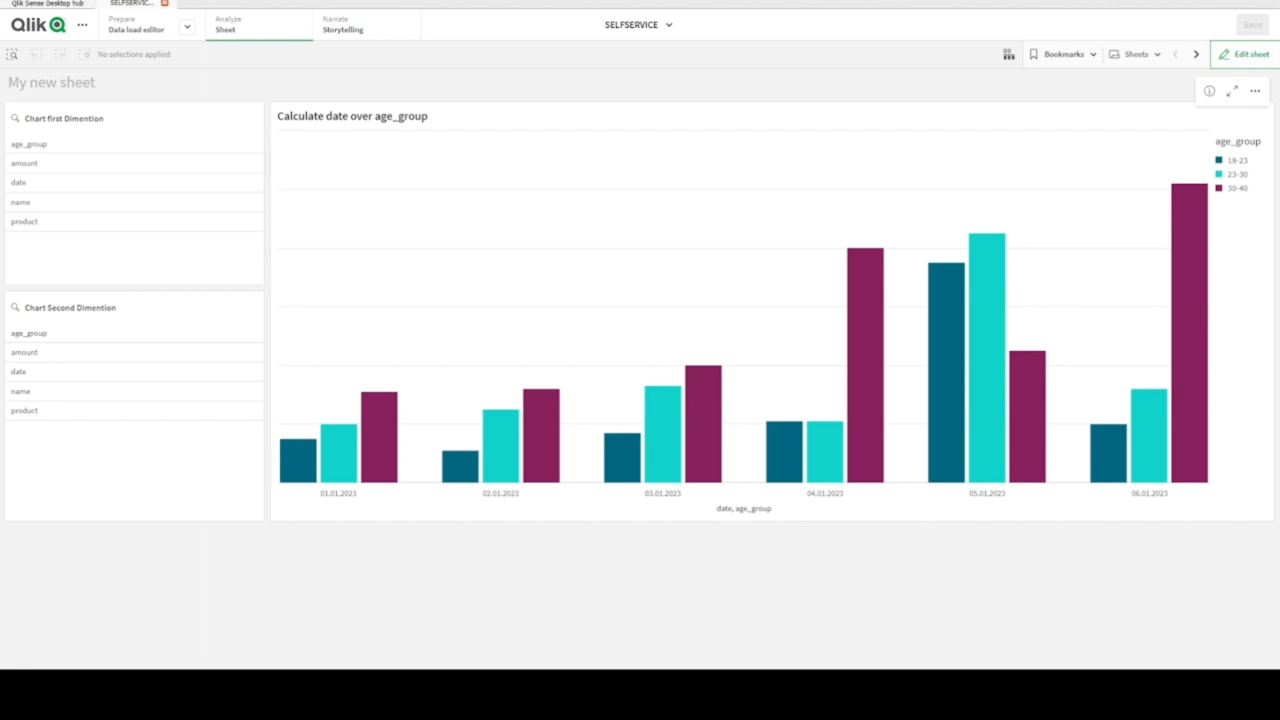 Qlik Sense Desktop hub
SELFSERVIC...
Qlik
Prepare
Data load editor
Analyze
Sheet
Narrate
Storytelling
SELFSERVICE
Save
No selections applied
Bookmarks
Sheets
Edit sheet
My new sheet
Chart first Dimention
age_group
amount
date
name
product
Chart Second Dimention
age_group
amount
date
name
product
Calculate date over age_group
age_group
18-23
23-30
30-40
01.01.2023
02.01.2023
03.01.2023
04.01.2023
05.01.2023
06.01.2023
date, age_group